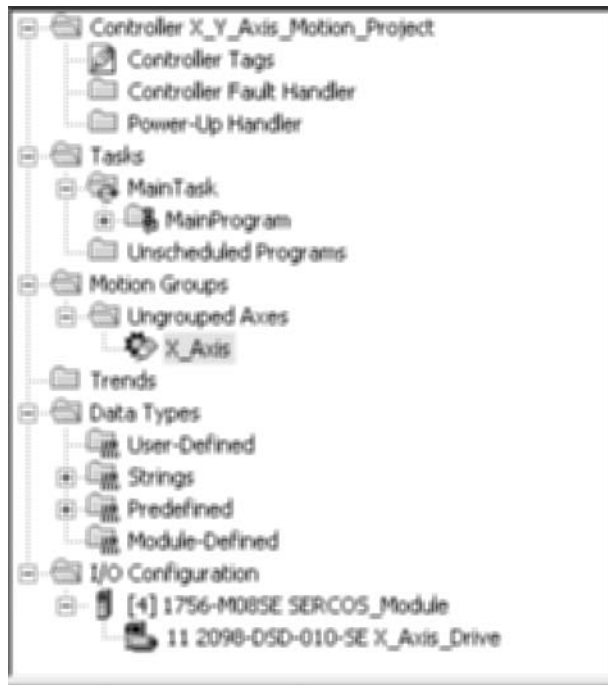 Controller X_Y_Axis_Motion_Project
Controller Tags
Controller Fault Handler
Power-Up Handler
Tasks
MainTask
MainProgram
Unscheduled Programs
Motion Groups
Ungrouped Axes
X_Axis
Trends
Data Types
User-Defined
Strings
Predefined
Module-Defined
I/O Configuration
[4] 1756-M08SE SERCOS_Module
11 2098-DSD-010-SE X_Axis_Drive